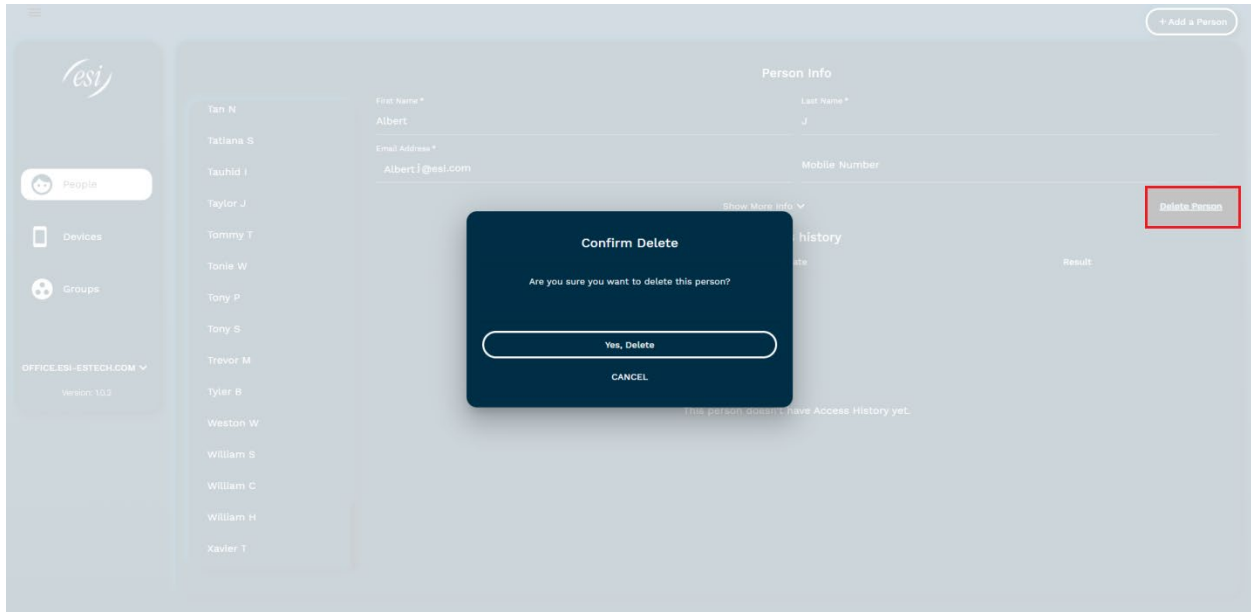 + Add a Person
esi
Person Info
First Name *
Last Name *
Albert
J
Email Address *
Albert|@esi.com
Mobile Number
Show More Info
Delete Person
People
Devices
Groups
OFFICE.ESI-ESTECH.COM
Version: 1.0.2
Tan N
Tatiana S
Tauhid I
Taylor J
Tammy T
Tonie W
Tony P
Tony S
Trevor M
Tyler B
Weston W
William S
William C
William H
Xavier T
history
Result
Confirm Delete
Are you sure you want to delete this person?
Yes, Delete
CANCEL
This person doesn't have Access History yet.